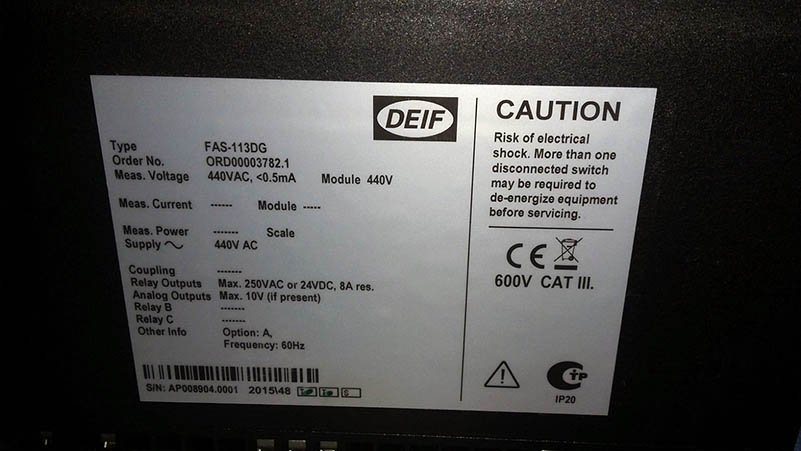 DEIF
Type FAS-113DG
Order No. ORD00003782.1
Meas. Voltage 440VAC, <0.5mA Module 440V
Meas. Current ------ Module -----
Meas. Power ------- Scale
Supply ~ 440V AC
Coupling -------
Relay Outputs Max. 250VAC or 24VDC, 8A res.
Analog Outputs Max. 10V (if present)
Relay B -------
Relay C -------
Other Info Option: A,
Frequency: 60Hz
S/N: AP008904.0001 2015\48
CAUTION
Risk of electrical
shock. More than one
disconnected switch
may be required to
de-energize equipment
before servicing.
CE
600V CAT III.
IP20